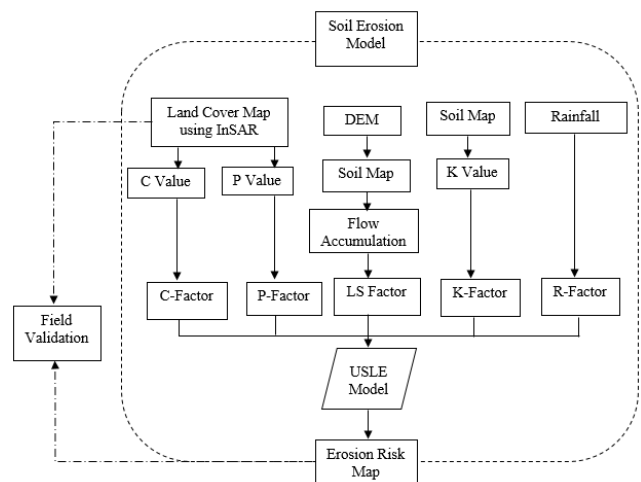 Soil Erosion
Model
Land Cover Map
using InSAR
DEM
Soil Map
Rainfall
C Value
P Value
Soil Map
K Value
Flow
Accumulation
C-Factor
P-Factor
LS Factor
K-Factor
R-Factor
Field
Validation
USLE
Model
Erosion Risk
Map